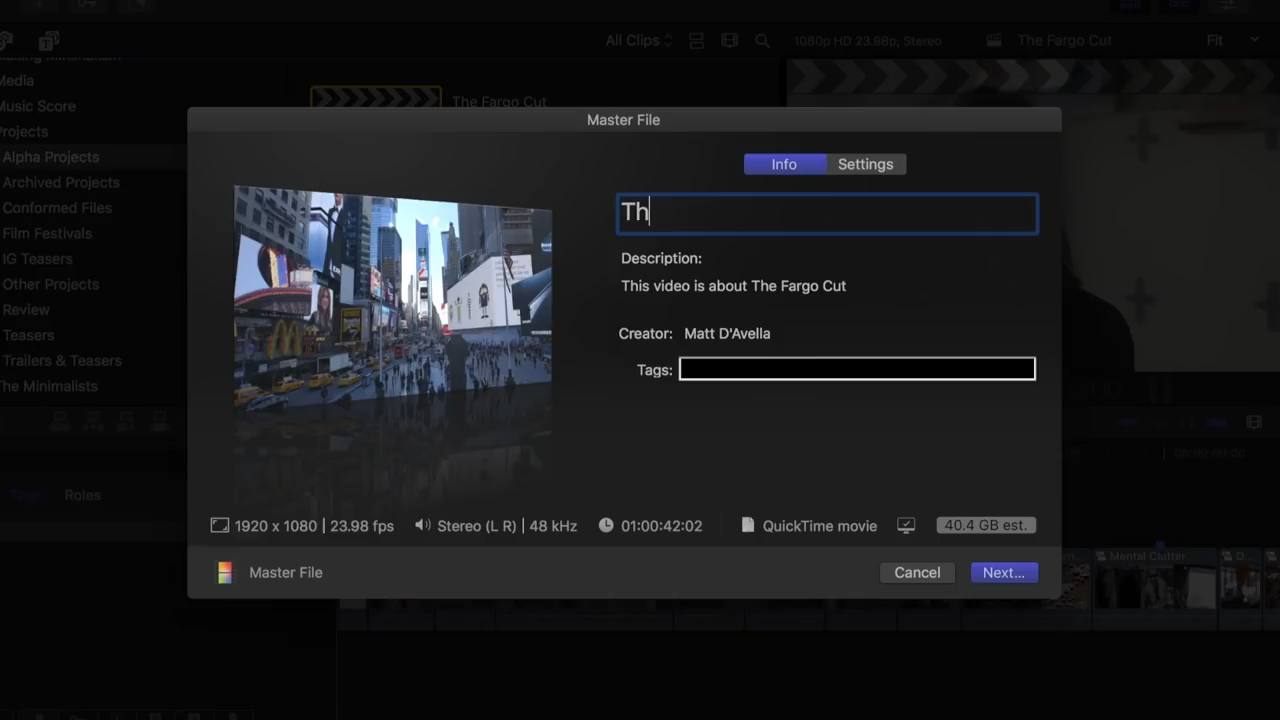 All Clips
1080p HD 23.98p, Stereo
The Fargo Cut
Fit
Media
Music Score
Projects
Alpha Projects
Archived Projects
Conformed Files
Film Festivals
IG Teasers
Other Projects
Review
Teasers
Trailers & Teasers
The Minimalists
The Fargo Cut
Master File
Info
Settings
Th
Description:
This video is about The Fargo Cut
Creator: Matt D'Avella
Tags:
1920 x 1080 | 23.98 fps
Stereo (L R) | 48 kHz
01:00:42:02
QuickTime movie
40.4 GB est.
Master File
Cancel
Next...
Roles
Mental Clutter
D...